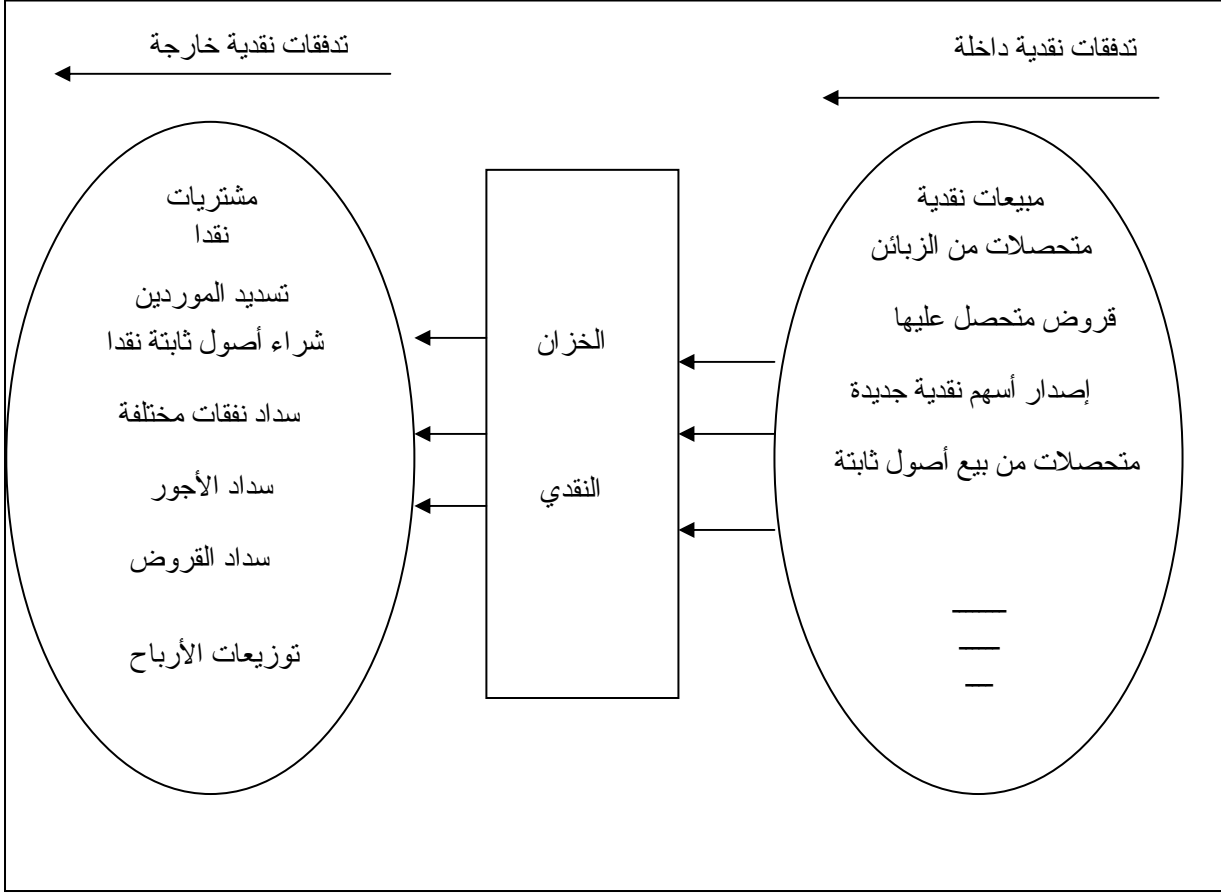 تدفقات نقدية داخلة
مبيعات نقدية
متحصلات من الزبائن
قروض متحصل عليها
إصدار أسهم نقدية جديدة
متحصلات من بيع أصول ثابتة
الخزان
النقدي
تدفقات نقدية خارجة
مشتريات
نقدا
تسديد الموردين
شراء أصول ثابتة نقدا
سداد نفقات مختلفة
سداد الأجور
سداد القروض
توزيعات الأرباح